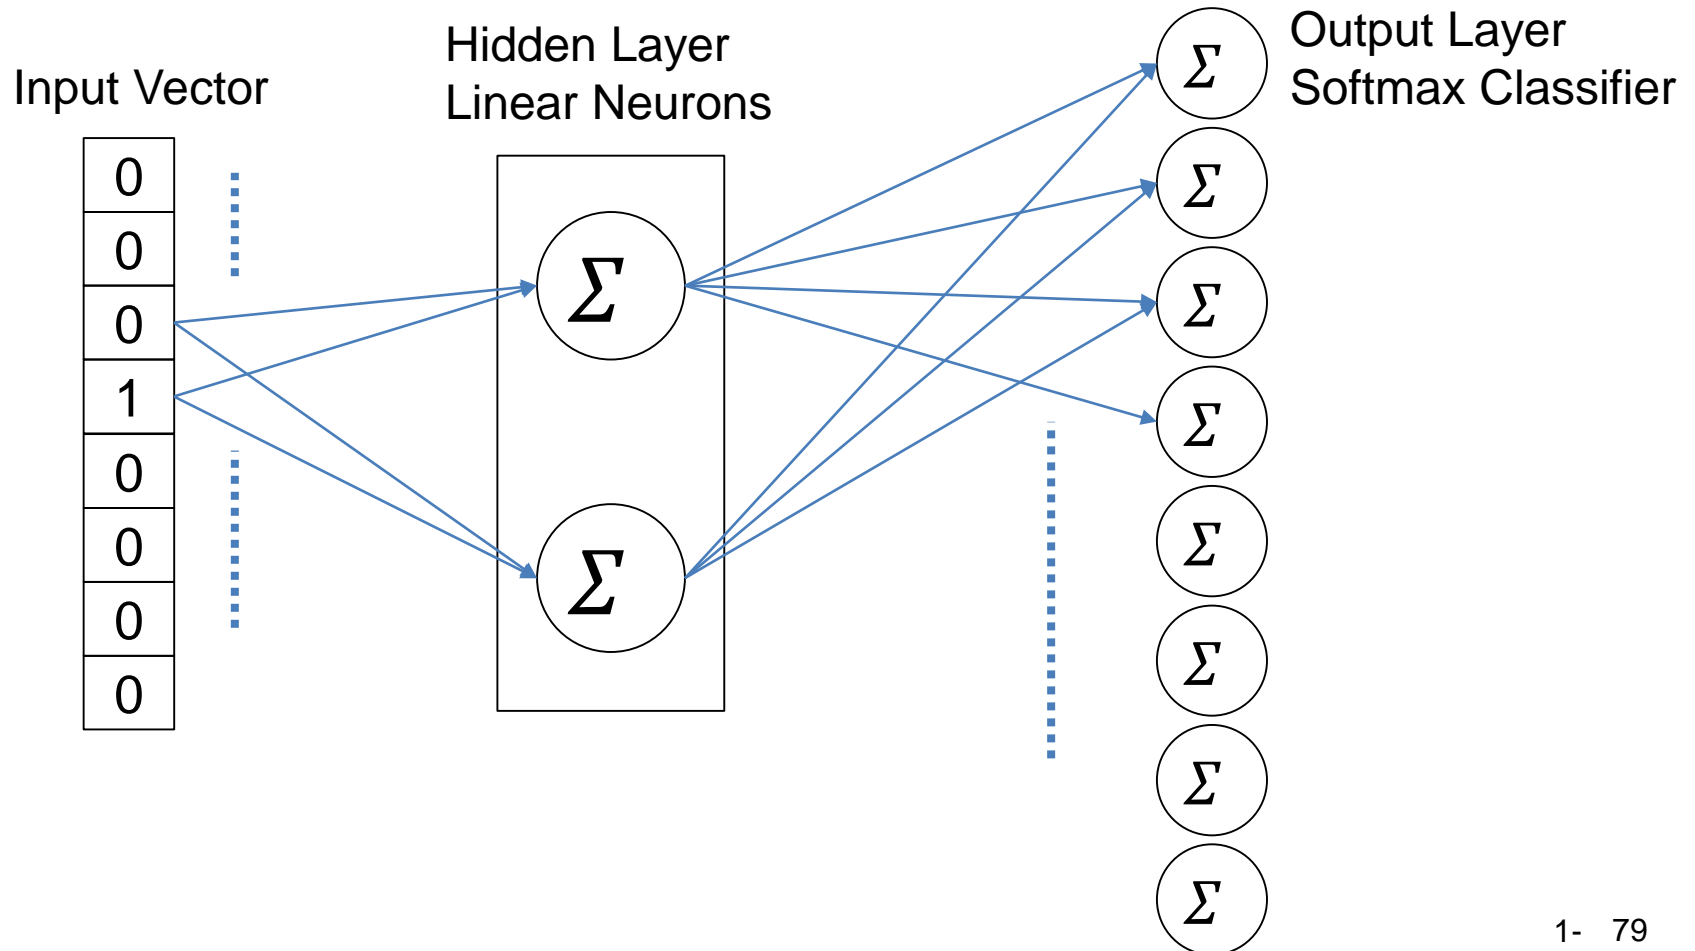 Input Vector
0
0
0
1
0
0
0
0
Hidden Layer
Linear Neurons
Σ
Σ
Output Layer
Softmax Classifier
Σ
Σ
Σ
Σ
Σ
Σ
Σ
Σ
1- 79